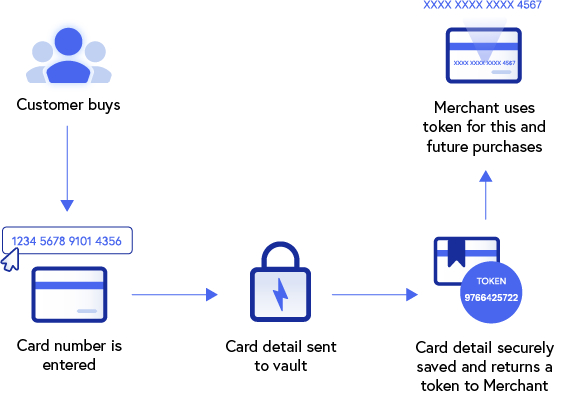 XXXX XXXX XXXX 4567
XXXX XXXX XXXX 4567
Customer buys
Merchant uses
token for this and
future purchases
1234 5678 9101 4356
Card number is
entered
Card detail sent
to vault
TOKEN
9766425722
Card detail securely
saved and returns a
token to Merchant